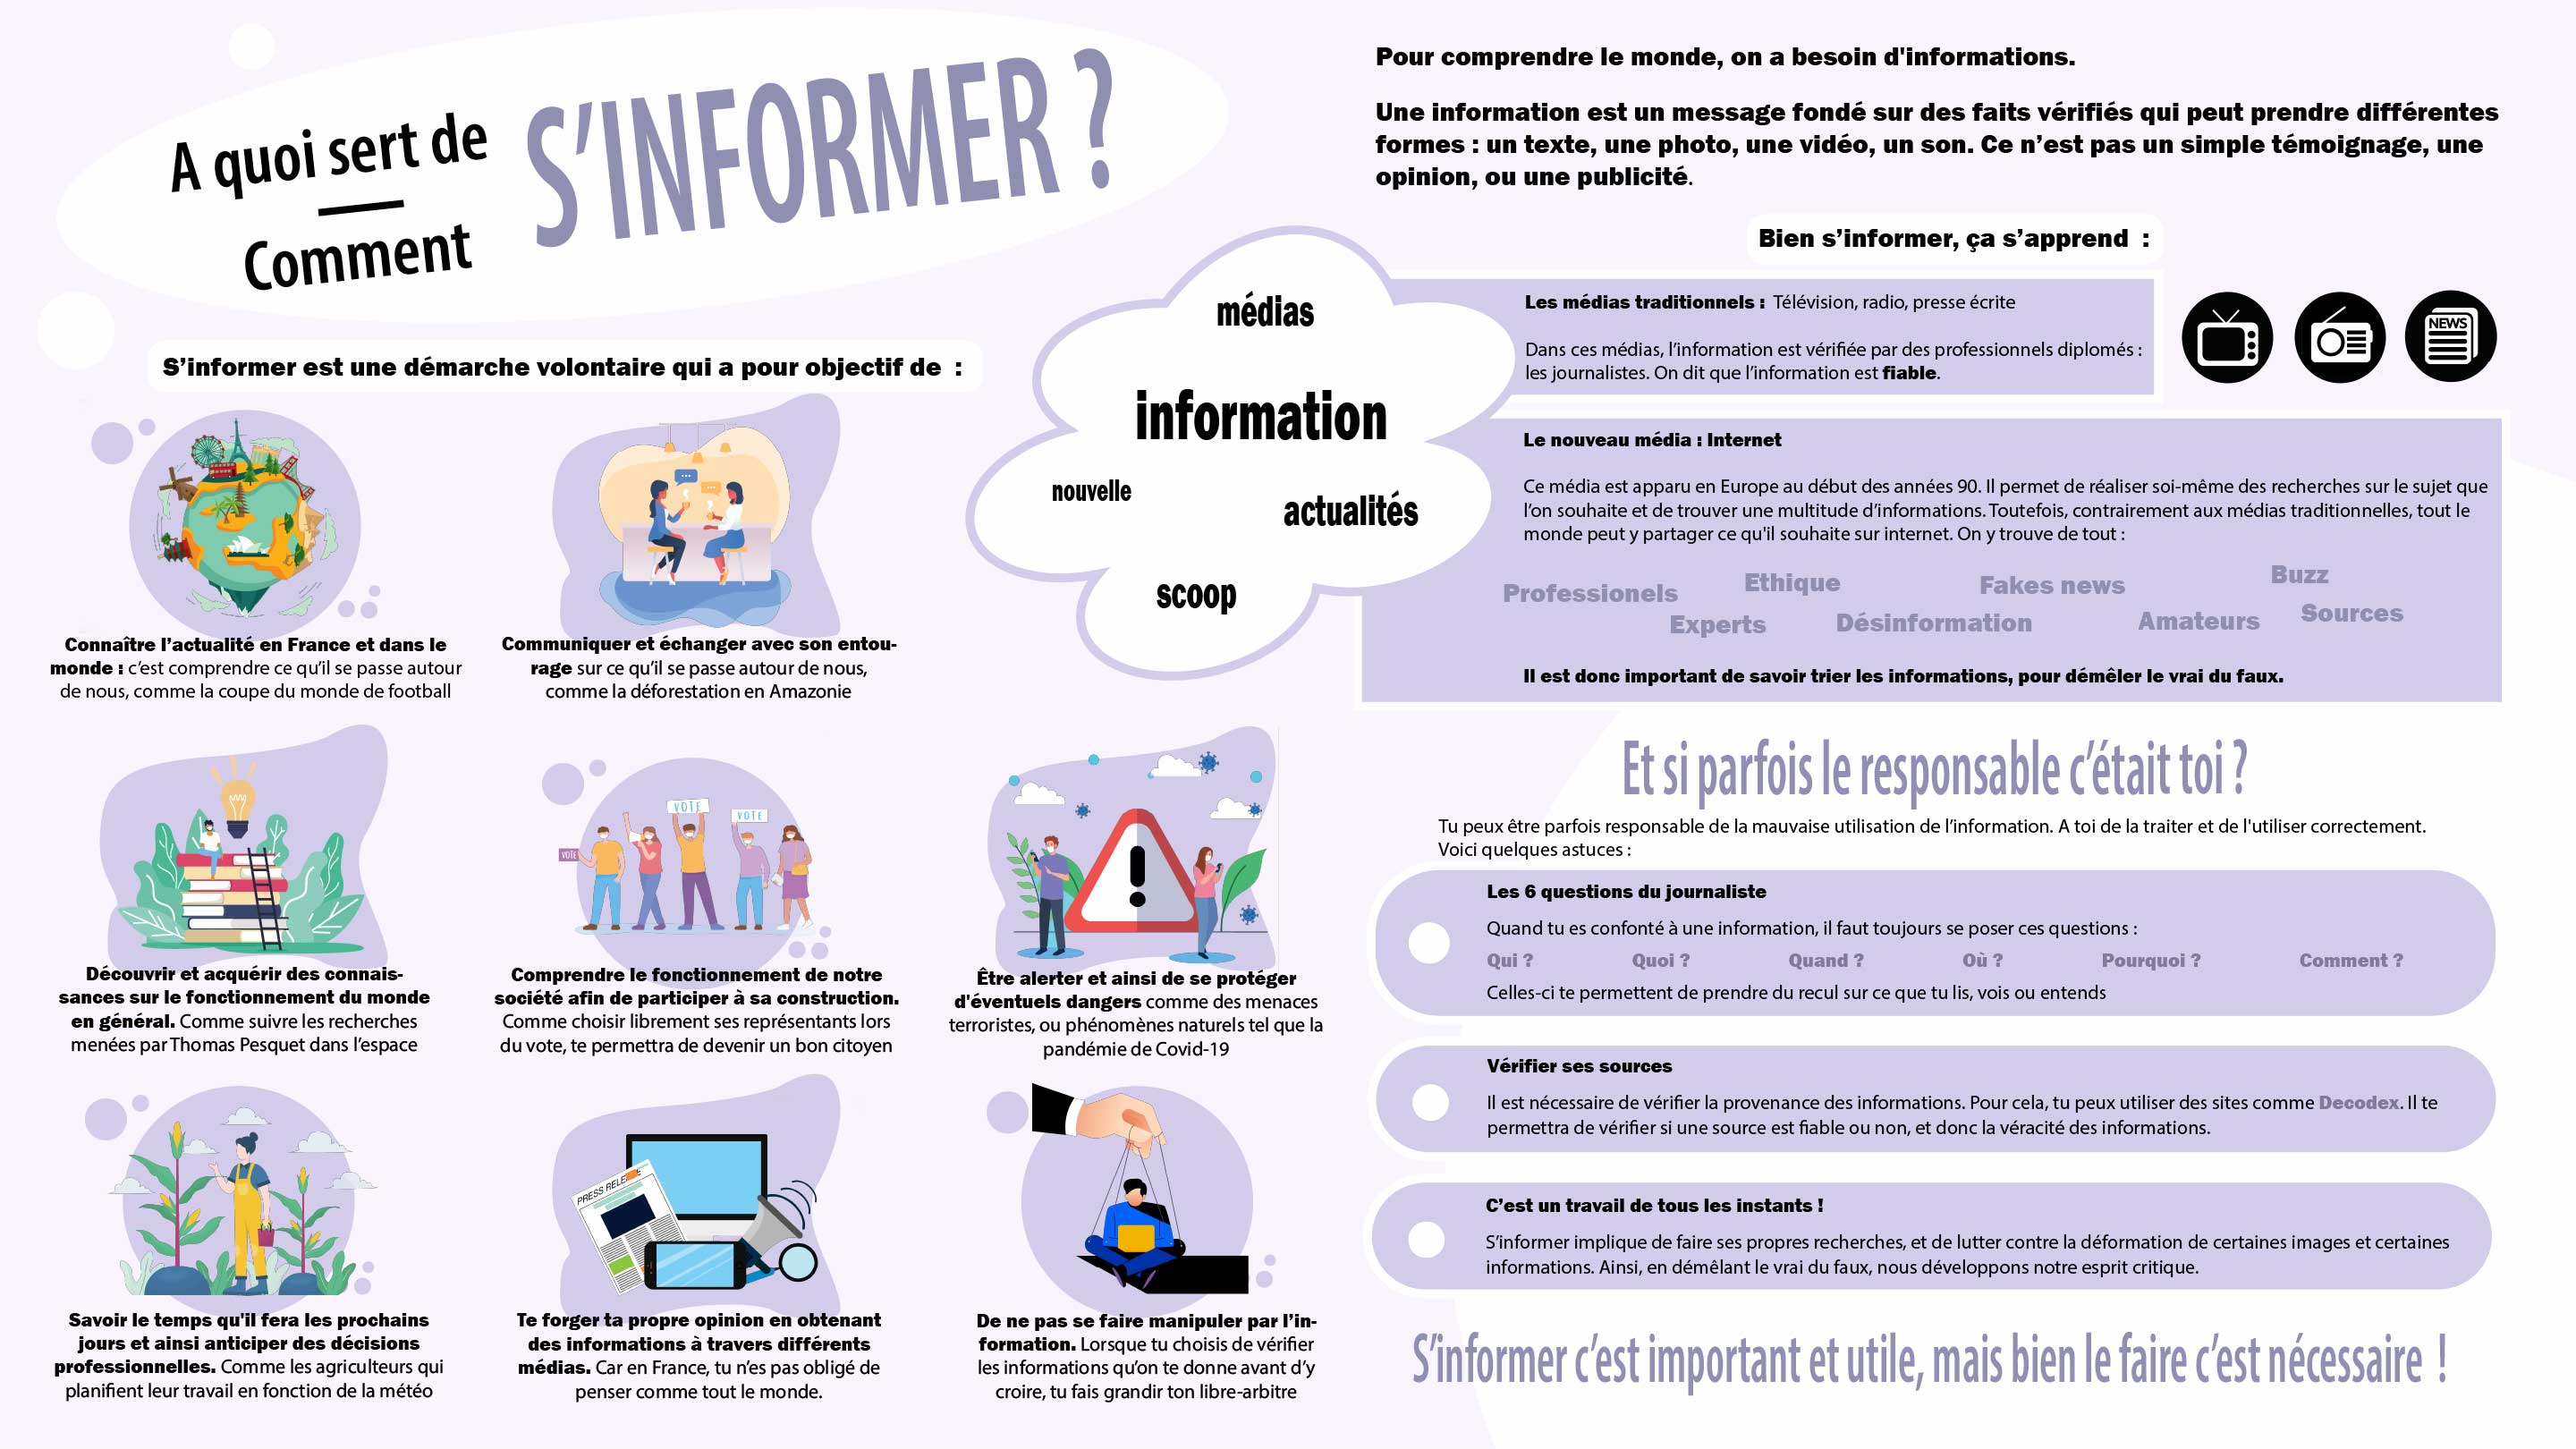 A quoi sert de
Comment
S'INFORMER ?
S'informer est une démarche volontaire qui a pour objectif de :
Connaître l'actualité en France et dans le
monde : c'est comprendre ce qu'il se passe autour
de nous, comme la coupe du monde de football
Communiquer et échanger avec son entou-
rage sur ce qu'il se passe autour de nous,
comme la déforestation en Amazonie
VOTE
VOTE
VOTE
Découvrir et acquérir des connais-
sances sur le fonctionnement du monde
en général. Comme suivre les recherches
menées par Thomas Pesquet dans l'espace
Comprendre le fonctionnement de notre
société afin de participer à sa construction.
Comme choisir librement ses représentants lors
du vote, te permettra de devenir un bon citoyen
Être alerter et ainsi de se protéger
d'éventuels dangers comme des menaces
terroristes, ou phénomènes naturels tel que la
pandémie de Covid-19
Savoir le temps qu'il fera les prochains
jours et ainsi anticiper des décisions
professionnelles. Comme les agriculteurs qui
planifient leur travail en fonction de la météo
Te forger ta propre opinion en obtenant
des informations à travers différents
médias. Car en France, tu n'es pas obligé de
penser comme tout le monde.
De ne pas se faire manipuler par l'in-
formation. Lorsque tu choisis de vérifier
les informations qu'on te donne avant d'y
croire, tu fais grandir ton libre-arbitre
médias
information
nouvelle
actualités
scoop
Pour comprendre le monde, on a besoin d'informations.
Une information est un message fondé sur des faits vérifiés qui peut prendre différentes
formes : un texte, une photo, une vidéo, un son. Ce n'est pas un simple témoignage, une
opinion, ou une publicité.
Bien s'informer, ça s'apprend :
Les médias traditionnels : Télévision, radio, presse écrite
Dans ces médias, l'information est vérifiée par des professionnels diplomés :
les journalistes. On dit que l'information est fiable.
NEWS
Le nouveau média : Internet
Ce média est apparu en Europe au début des années 90. Il permet de réaliser soi-même des recherches sur le sujet que
l'on souhaite et de trouver une multitude d'informations. Toutefois, contrairement aux médias traditionnelles, tout le
monde peut y partager ce qu'il souhaite sur internet. On y trouve de tout :
Professionels
Ethique
Fakes news
Buzz
Experts
Désinformation
Amateurs
Sources
Il est donc important de savoir trier les informations, pour démêler le vrai du faux.
Et si parfois le responsable c'était toi ?
Tu peux être parfois responsable de la mauvaise utilisation de l'information. A toi de la traiter et de l'utiliser correctement.
Voici quelques astuces :
Les 6 questions du journaliste
Quand tu es confonté à une information, il faut toujours se poser ces questions :
Qui ? Quoi ? Quand ? Où ? Pourquoi ? Comment ?
Celles-ci te permettent de prendre du recul sur ce que tu lis, vois ou entends
Vérifier ses sources
Il est nécessaire de vérifier la provenance des informations. Pour cela, tu peux utiliser des sites comme Decodex. Il te
permettra de vérifier si une source est fiable ou non, et donc la véracité des informations.
C'est un travail de tous les instants !
S'informer implique de faire ses propres recherches, et de lutter contre la déformation de certaines images et certaines
informations. Ainsi, en démêlant le vrai du faux, nous développons notre esprit critique.
S'informer c'est important et utile, mais bien le faire c'est nécessaire !